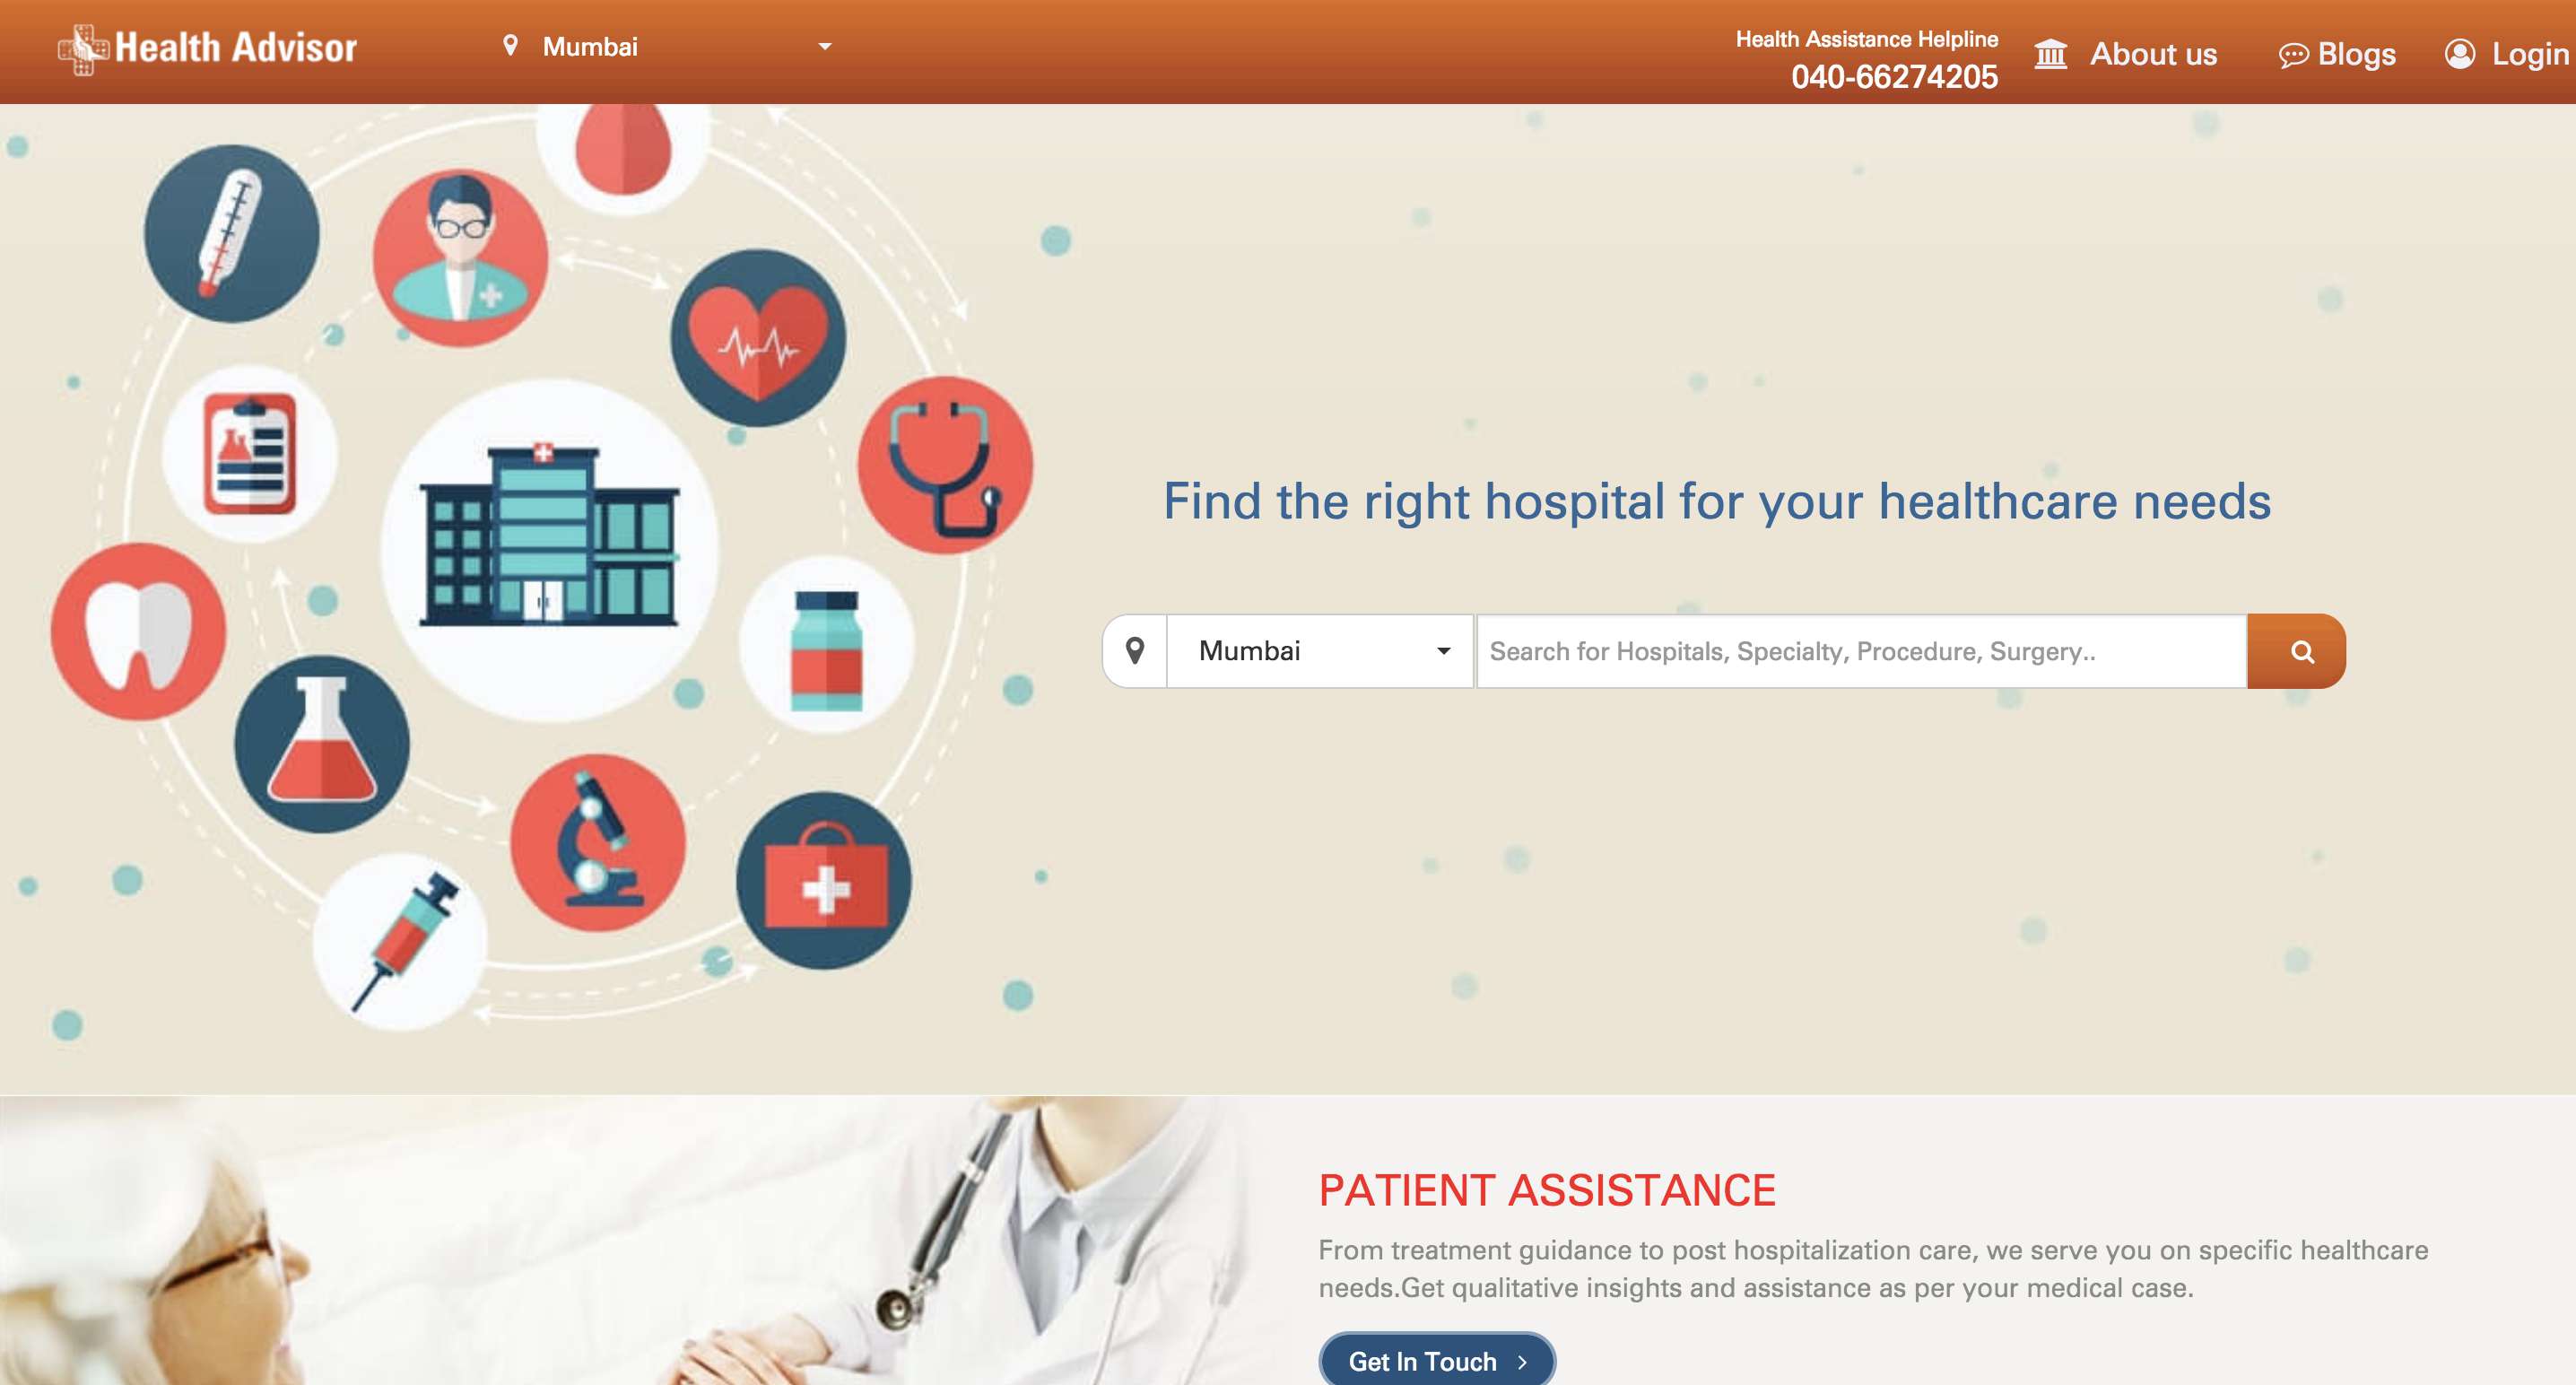 Health Advisor
Mumbai
Health Assistance Helpline
040-66274205
About us
Blogs
Login
Find the right hospital for your healthcare needs
Mumbai
Search for Hospitals, Specialty, Procedure, Surgery..
PATIENT ASSISTANCE
From treatment guidance to post hospitalization care, we serve you on specific healthcare
needs.Get qualitative insights and assistance as per your medical case.
Get In Touch